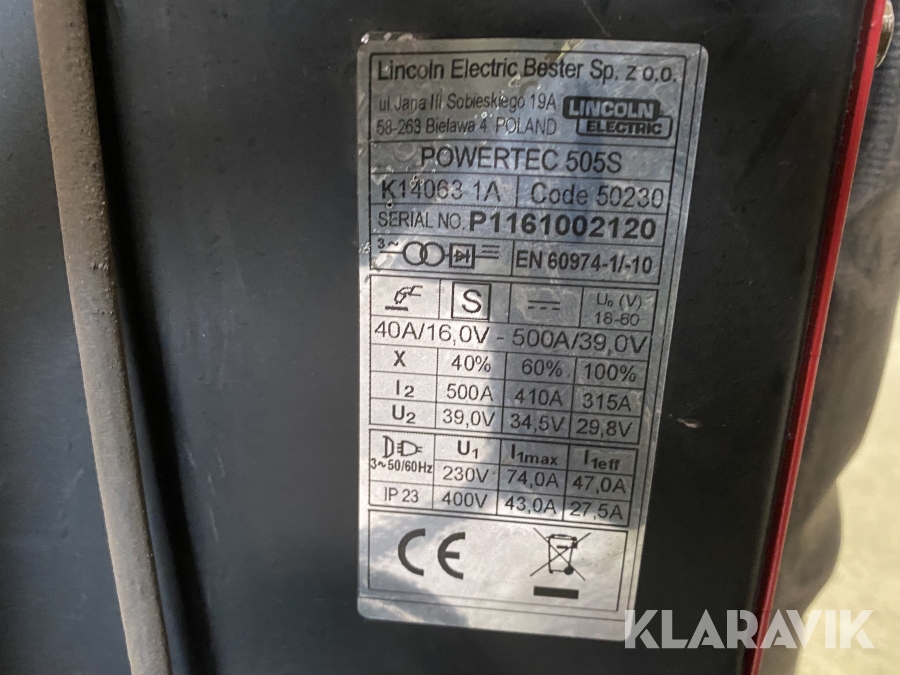 Lincoln Electric Bester Sp. z o.o.
ul.Jana III Sobieskiego 19A
58-263 Bielawa 4. POLAND
LINCOLN
ELECTRIC
POWERTEC 505S
K14063 1A Code 50230
SERIAL NO. P1161002120
3~ EN 60974-1/-10
S U₀ (V)
18-60
40A/16,0V - 500A/39,0V
X 40% 60% 100%
I₂ 500A 410A 315A
U₂ 39,0V 34,5V 29,8V
U₁ I₁max I₁eff
3~50/60Hz 230V 74,0A 47,0A
IP 23 400V 43,0A 27,5A
CE
KLARAVIK